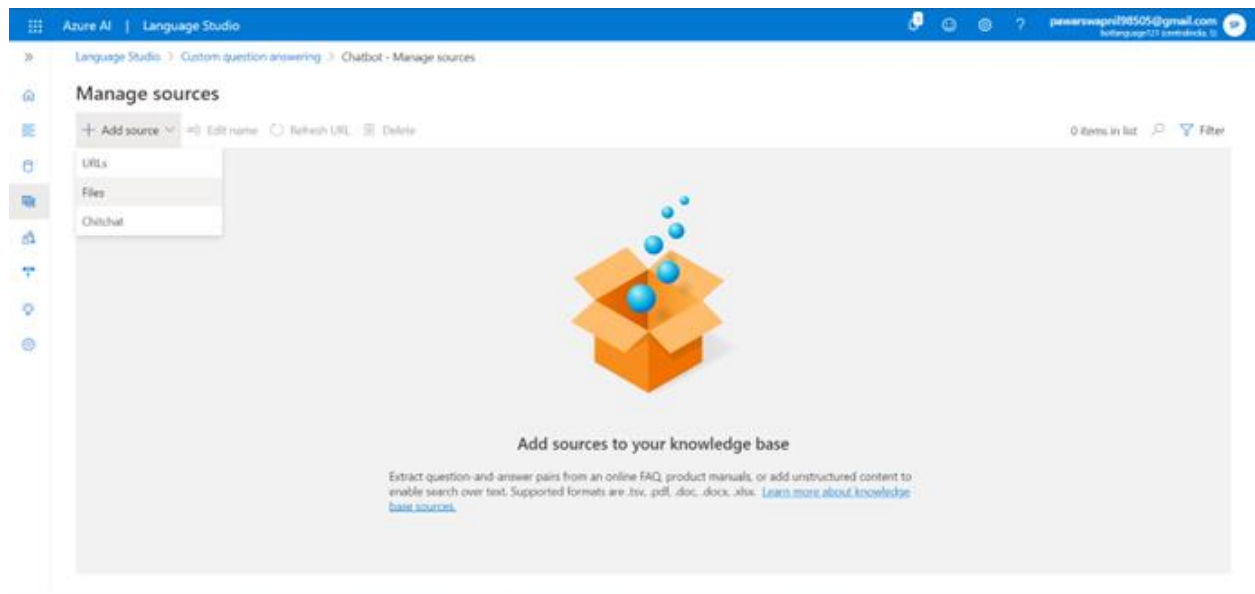 Azure AI | Language Studio
?
pawarswapnil98505@gmail.com
SP
Language Studio > Custom question answering > Chatbot - Manage sources
Manage sources
+ Add source Edit name Refresh URL Delete
0 items in list Filter
URLs
Files
Chitchat
Add sources to your knowledge base
Extract question-and-answer pairs from an online FAQ, product manuals, or add unstructured content to
enable search over text. Supported formats are .tsv, .pdf, .doc, .docx, .xlsx. Learn more about knowledge
base sources.